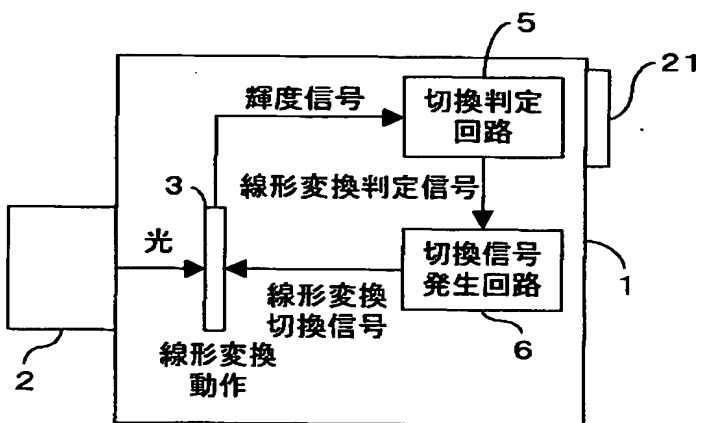 5
21
輝度信号
切換判定
回路
3
線形変換判定信号
光
切換信号
発生回路
1
線形変換
切換信号
2
線形変換
動作
6